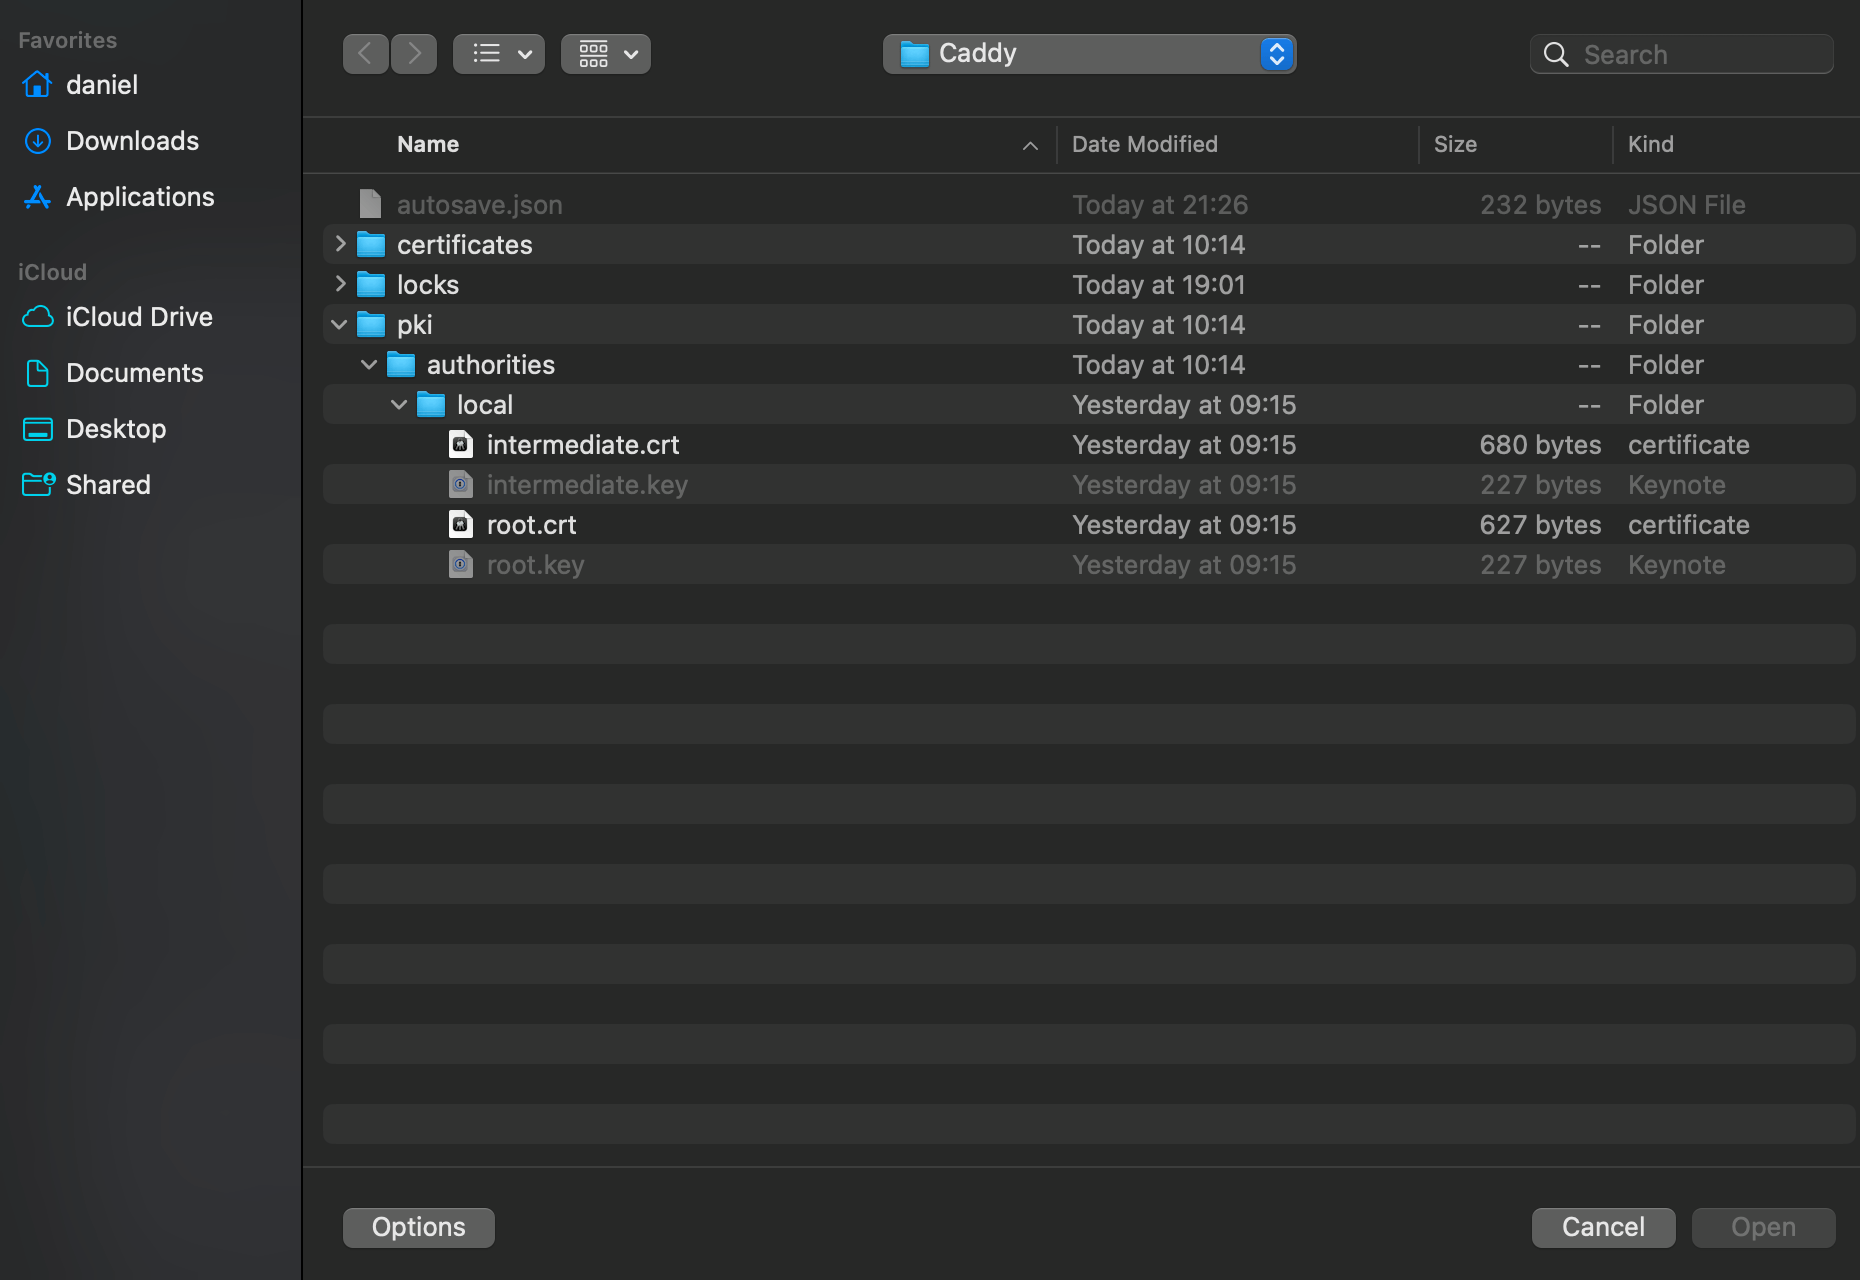 Favorites
daniel
Downloads
Applications
iCloud
iCloud Drive
Documents
Desktop
Shared
Caddy
Search
Name Date Modified Size Kind
autosave.json Today at 21:26 232 bytes JSON File
certificates Today at 10:14 -- Folder
locks Today at 19:01 -- Folder
pki Today at 10:14 -- Folder
authorities Today at 10:14 -- Folder
local Yesterday at 09:15 -- Folder
intermediate.crt Yesterday at 09:15 680 bytes certificate
intermediate.key Yesterday at 09:15 227 bytes Keynote
root.crt Yesterday at 09:15 627 bytes certificate
root.key Yesterday at 09:15 227 bytes Keynote
Options Cancel Open